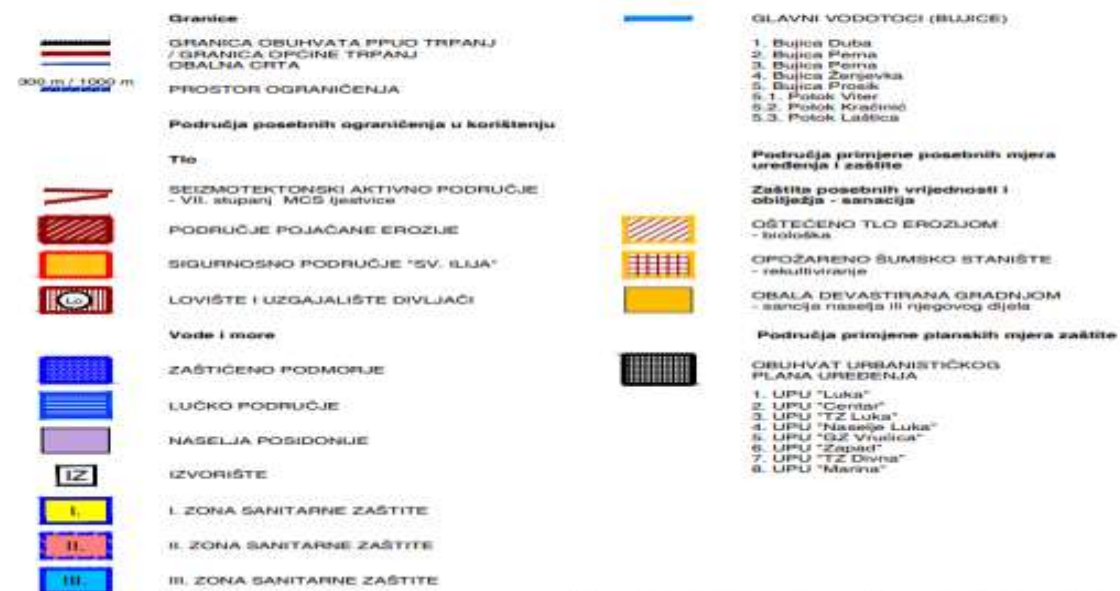 Granice
GRANICA OBUHVATA PPUO TRPANJ
/ GRANICA OPĆINE TRPANJ
OBALNA CRTA
300 m / 1000 m
PROSTOR OGRANIČENJA
Područja posebnih ograničenja u korištenju
Tlo
SEIZMOTEKTONSKI AKTIVNO PODRUČJE
- VII. stupanj MCS ljestvice
PODRUČJE POJAČANE EROZIJE
SIGURNOSNO PODRUČJE "SV. ILIJA"
Lo
LOVIŠTE I UZGAJALIŠTE DIVLJAČI
Vode i more
ZAŠTIĆENO PODMORJE
LUČKO PODRUČJE
NASELJA POSIDONIJE
IZ
IZVORIŠTE
I.
I. ZONA SANITARNE ZAŠTITE
II.
II. ZONA SANITARNE ZAŠTITE
III.
III. ZONA SANITARNE ZAŠTITE
GLAVNI VODOTOCI (BUJICE)
1. Bujica Duba
2. Bujica Perna
3. Bujica Perna
4. Bujica Ženjevka
5. Bujica Prosik
5.1. Potok Viter
5.2. Potok Kračinić
5.3. Potok Laštica
Područja primjene posebnih mjera
uređenja i zaštite
Zaštita posebnih vrijednosti i
obilježja - sanacija
OŠTEĆENO TLO EROZIJOM
- biološka
OPOŽARENO ŠUMSKO STANIŠTE
- rekultiviranje
OBALA DEVASTIRANA GRADNJOM
- sancija naselja ili njegovog dijela
Područja primjene planskih mjera zaštite
OBUHVAT URBANISTIČKOG
PLANA UREĐENJA
1. UPU "Luka"
2. UPU "Centar"
3. UPU "TZ Luka"
4. UPU "Naselje Luka"
5. UPU "GZ Vrućica"
6. UPU "Zapad"
7. UPU "TZ Divna"
8. UPU "Marina"